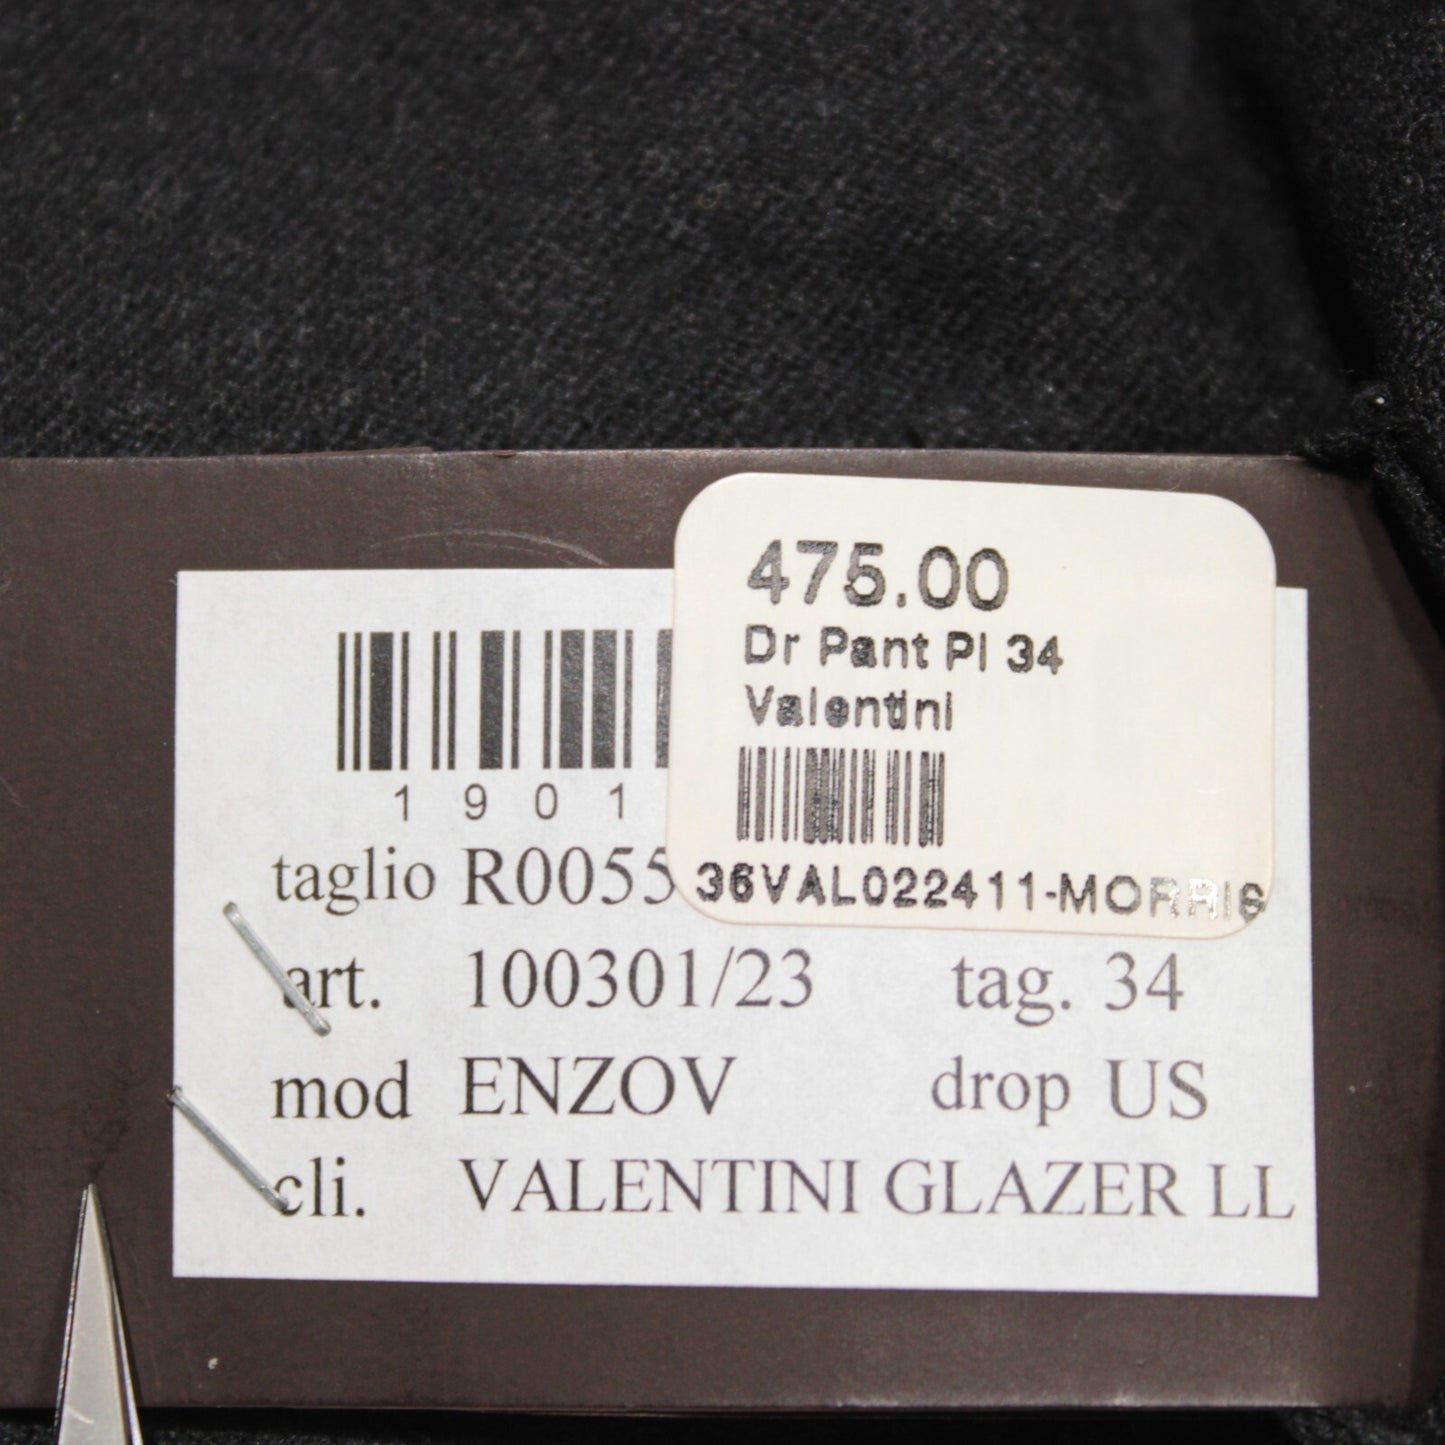 475.00
Dr Pant Pl 34
Valentini
36VAL022411-MORRIS
1901
taglio R0055
art. 100301/23 tag. 34
mod ENZOV drop US
cli. VALENTINI GLAZER LL